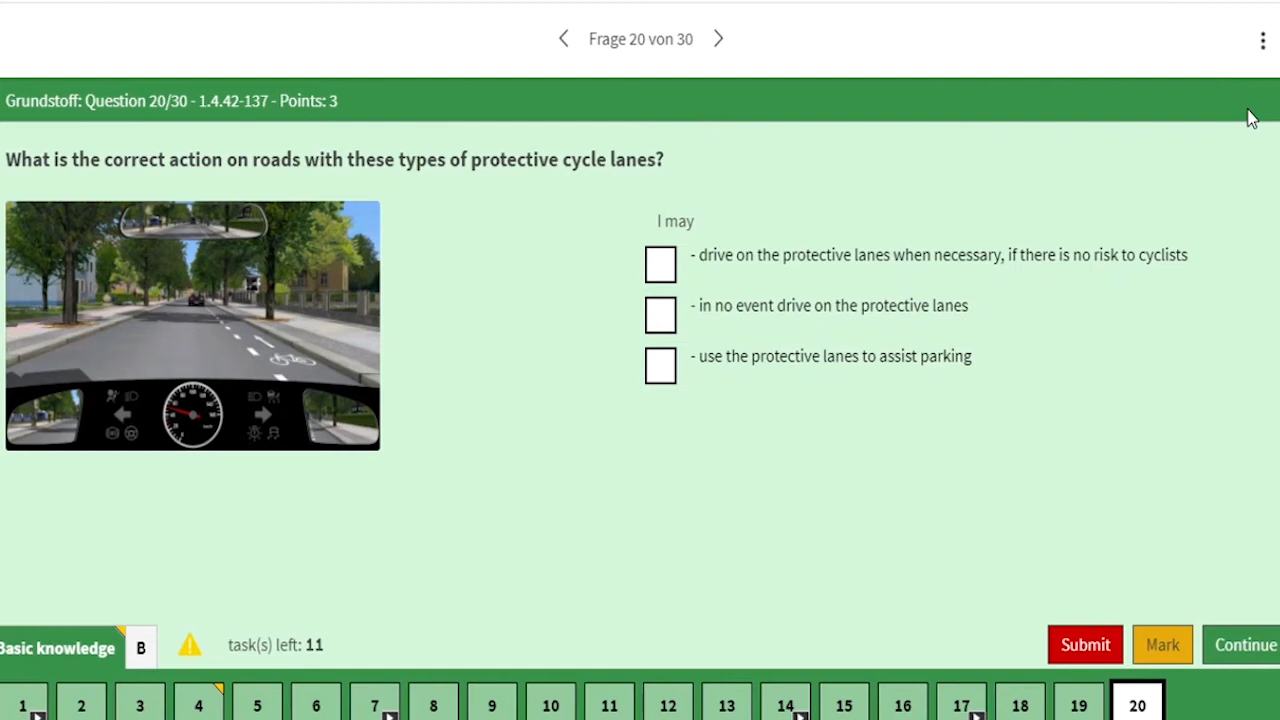 Frage 20 von 30
Grundstoff: Question 20/30 - 1.4.42-137 - Points: 3
What is the correct action on roads with these types of protective cycle lanes?
I may
- drive on the protective lanes when necessary, if there is no risk to cyclists
- in no event drive on the protective lanes
- use the protective lanes to assist parking
Basic knowledge
B
task(s) left: 11
Submit
Mark
Continue
1 2 3 4 5 6 7 8 9 10 11 12 13 14 15 16 17 18 19 20